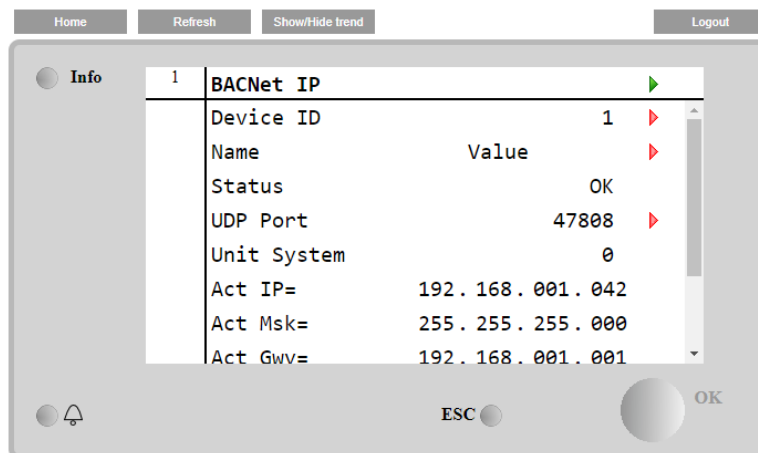 Home Refresh Show/Hide trend Logout
Info
1 BACNet IP
Device ID 1
Name Value
Status OK
UDP Port 47808
Unit System 0
Act IP= 192.168.001.042
Act Msk= 255.255.255.000
Act Gwy= 192.168.001.001
ESC OK